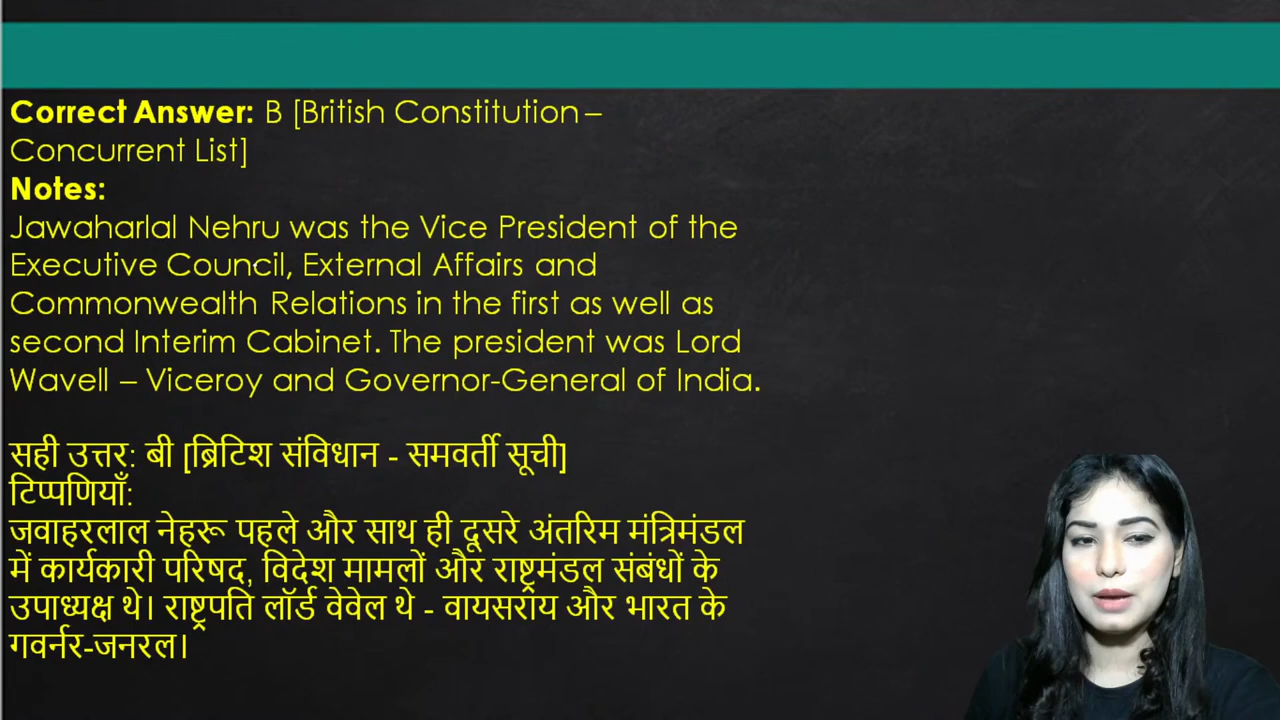 Correct Answer: B [British Constitution –
Concurrent List]
Notes:
Jawaharlal Nehru was the Vice President of the
Executive Council, External Affairs and
Commonwealth Relations in the first as well as
second Interim Cabinet. The president was Lord
Wavell – Viceroy and Governor-General of India.
सही उत्तर: बी [ब्रिटिश संविधान - समवर्ती सूची]
टिप्पणियाँ:
जवाहरलाल नेहरू पहले और साथ ही दूसरे अंतरिम मंत्रिमंडल
में कार्यकारी परिषद, विदेश मामलों और राष्ट्रमंडल संबंधों के
उपाध्यक्ष थे। राष्ट्रपति लॉर्ड वेवेल थे - वायसराय और भारत के
गवर्नर-जनरल।